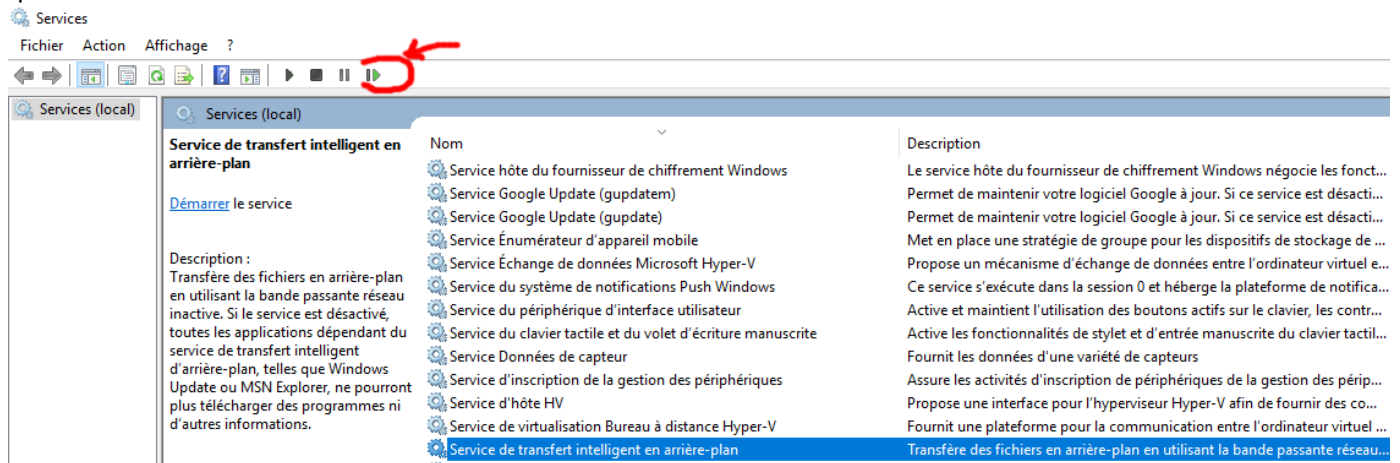 Services
Fichier Action Affichage ?
Services (local)
Services (local)
Service de transfert intelligent en
arrière-plan
Démarrer le service
Description :
Transfère des fichiers en arrière-plan
en utilisant la bande passante réseau
inactive. Si le service est désactivé,
toutes les applications dépendant du
service de transfert intelligent
d'arrière-plan, telles que Windows
Update ou MSN Explorer, ne pourront
plus télécharger des programmes ni
d'autres informations.
Nom Description
Service hôte du fournisseur de chiffrement Windows Le service hôte du fournisseur de chiffrement Windows négocie les fonct...
Service Google Update (gupdatem) Permet de maintenir votre logiciel Google à jour. Si ce service est désacti...
Service Google Update (gupdate) Permet de maintenir votre logiciel Google à jour. Si ce service est désacti...
Service Énumérateur d'appareil mobile Met en place une stratégie de groupe pour les dispositifs de stockage de ...
Service Échange de données Microsoft Hyper-V Propose un mécanisme d'échange de données entre l'ordinateur virtuel e...
Service du système de notifications Push Windows Ce service s'exécute dans la session 0 et héberge la plateforme de notifica...
Service du périphérique d'interface utilisateur Active et maintient l'utilisation des boutons actifs sur le clavier, les contr...
Service du clavier tactile et du volet d'écriture manuscrite Active les fonctionnalités de stylet et d'entrée manuscrite du clavier tactil...
Service Données de capteur Fournit les données d'une variété de capteurs
Service d'inscription de la gestion des périphériques Assure les activités d'inscription de périphériques de la gestion des périp...
Service d'hôte HV Propose une interface pour l'hyperviseur Hyper-V afin de fournir des co...
Service de virtualisation Bureau à distance Hyper-V Fournit une plateforme pour la communication entre l'ordinateur virtuel ...
Service de transfert intelligent en arrière-plan Transfère des fichiers en arrière-plan en utilisant la bande passante réseau...